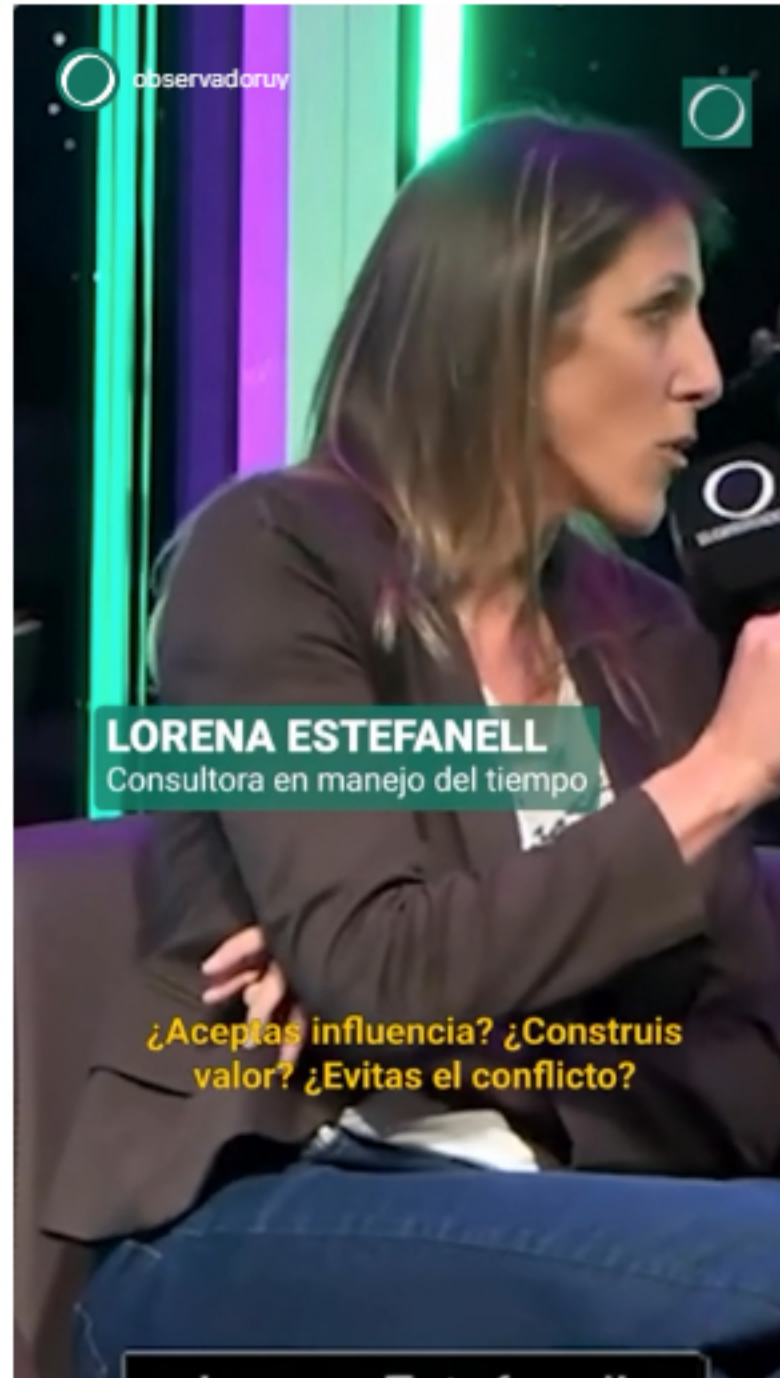 observadoruy
LORENA ESTEFANELL
Consultora en manejo del tiempo
¿Aceptas influencia? ¿Construis
valor? ¿Evitas el conflicto?